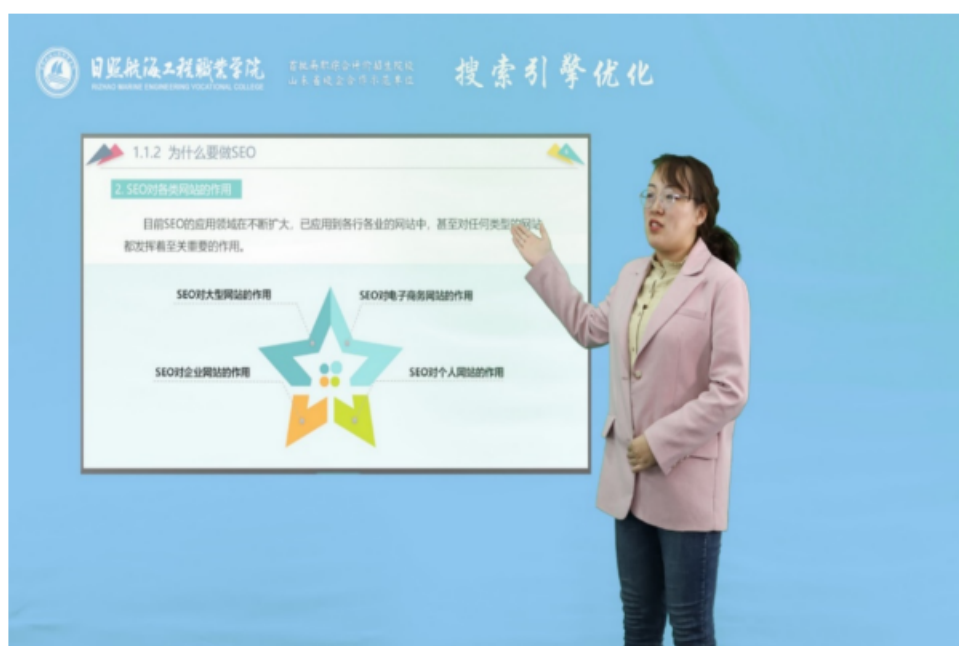 日照航海工程职业学院
RIZHAO MARINE ENGINEERING VOCATIONAL COLLEGE
搜索引擎优化
1.1.2 为什么要做SEO
2. SEO对各类网站的作用
目前SEO的应用领域在不断扩大，已应用到各行各业的网站中，甚至对任何类型的网站
都发挥着至关重要的作用。
SEO对大型网站的作用
SEO对电子商务网站的作用
SEO对企业网站的作用
SEO对个人网站的作用